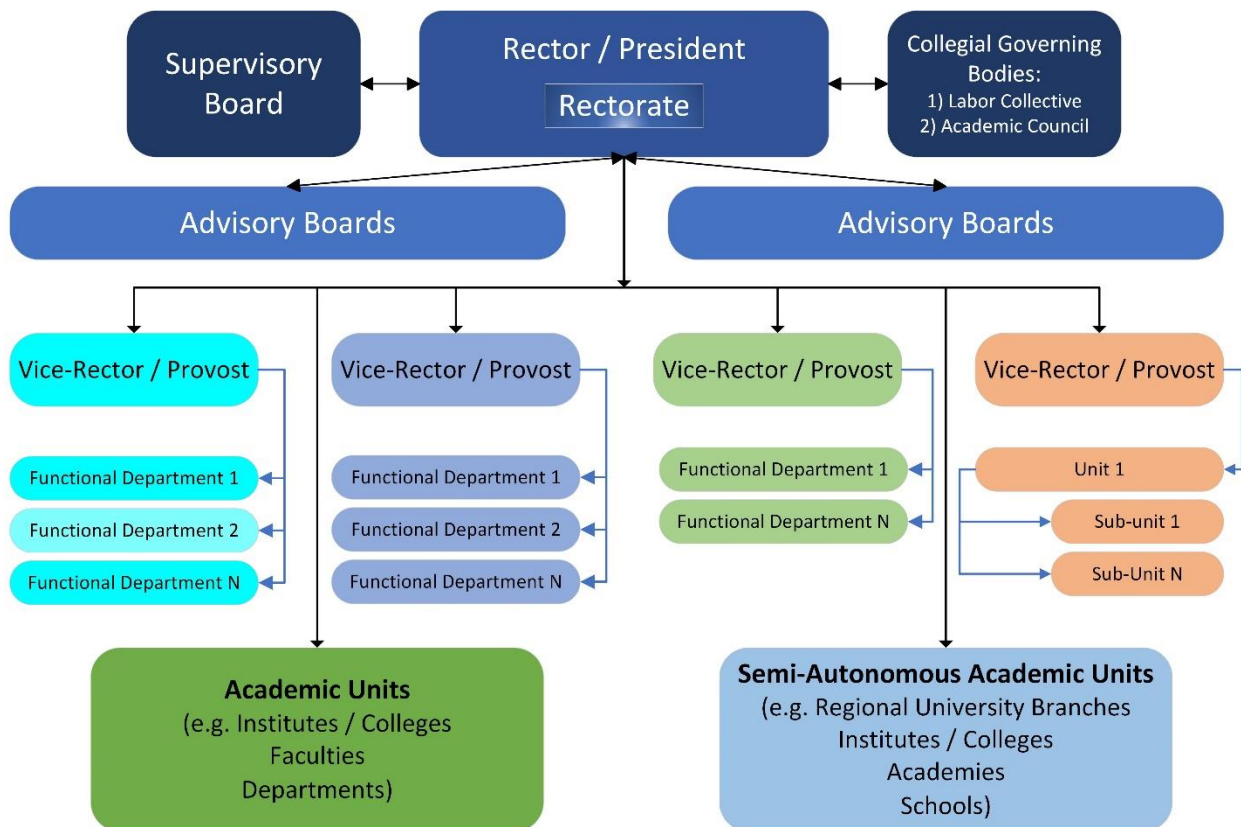 Supervisory
Board
Rector / President
Rectorate
Collegial Governing
Bodies:
1) Labor Collective
2) Academic Council
Advisory Boards
Advisory Boards
Vice-Rector / Provost
Functional Department 1
Functional Department 2
Functional Department N
Vice-Rector / Provost
Functional Department 1
Functional Department 2
Functional Department N
Vice-Rector / Provost
Functional Department 1
Functional Department N
Vice-Rector / Provost
Unit 1
Sub-unit 1
Sub-Unit N
Academic Units
(e.g. Institutes / Colleges
Faculties
Departments)
Semi-Autonomous Academic Units
(e.g. Regional University Branches
Institutes / Colleges
Academies
Schools)